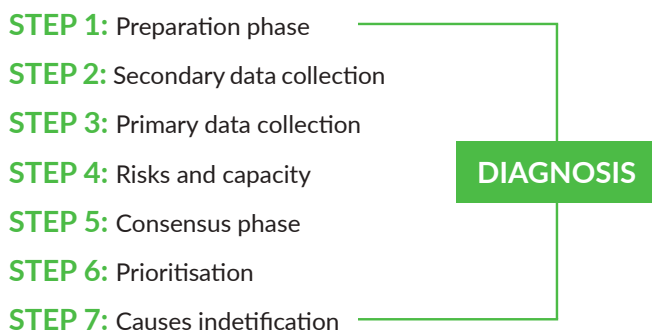 STEP 1: Preparation phase
STEP 2: Secondary data collection
STEP 3: Primary data collection
STEP 4: Risks and capacity
DIAGNOSIS
STEP 5: Consensus phase
STEP 6: Prioritisation
STEP 7: Causes indetification